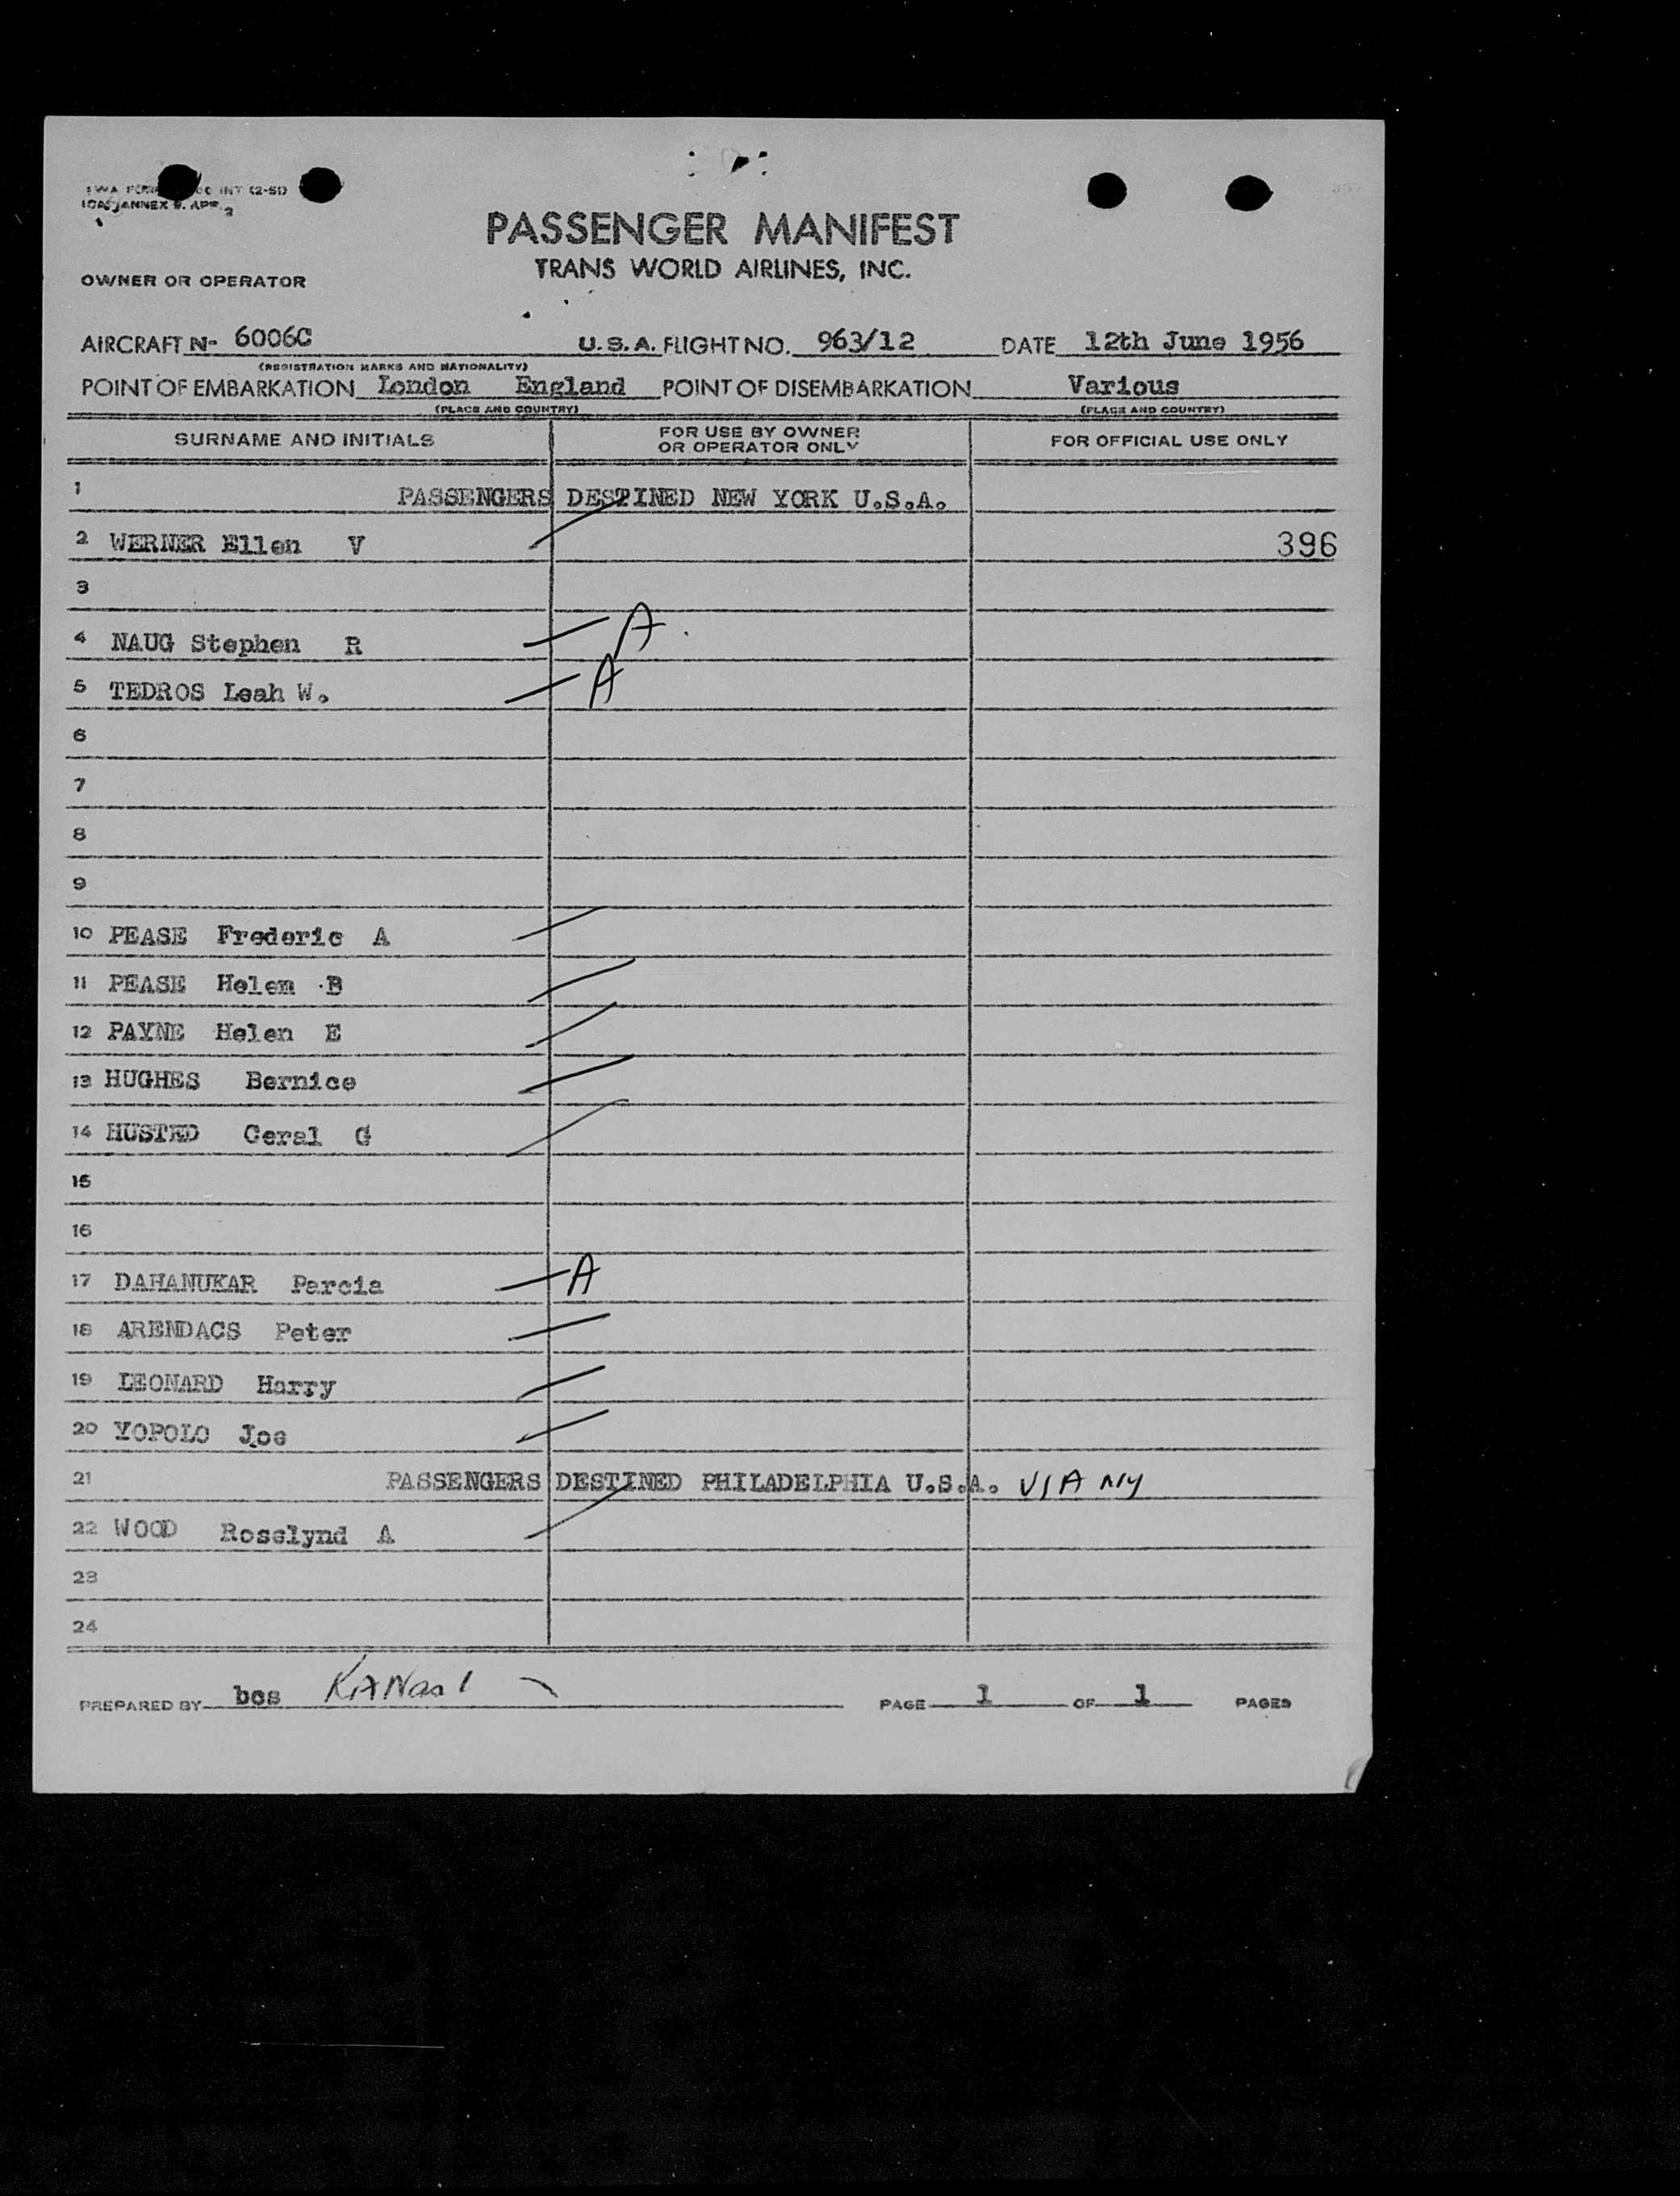 PASSENGER MANIFEST
TRANS WORLD AIRLINES, INC.
OWNER OR OPERATOR
AIRCRAFT N- 6006C U.S.A. FLIGHT NO. 963/12 DATE 12th June 1956
(REGISTRATION MARKS AND NATIONALITY)
POINT OF EMBARKATION London England POINT OF DISEMBARKATION Various
(PLACE AND COUNTRY) (PLACE AND COUNTRY)
SURNAME AND INITIALS FOR USE BY OWNER OR OPERATOR ONLY FOR OFFICIAL USE ONLY
1 PASSENGERS DESTINED NEW YORK U.S.A.
2 WERNER Ellen V 396
3
4 NAUG Stephen R A
5 TEDROS Leah W. A
6
7
8
9
10 PEASE Frederic A
11 PEASE Helen B
12 PAYNE Helen E
13 HUGHES Bernice
14 HUSTED Ceral G
15
16
17 DAHANUKAR Parcia A
18 ARENDACS Peter
19 LEONARD Harry
20 YOPOLO Joe
21 PASSENGERS DESTINED PHILADELPHIA U.S.A. VIA NY
22 WOOD Roselynd A
23
24
PREPARED BY bos PAGE 1 OF 1 PAGES